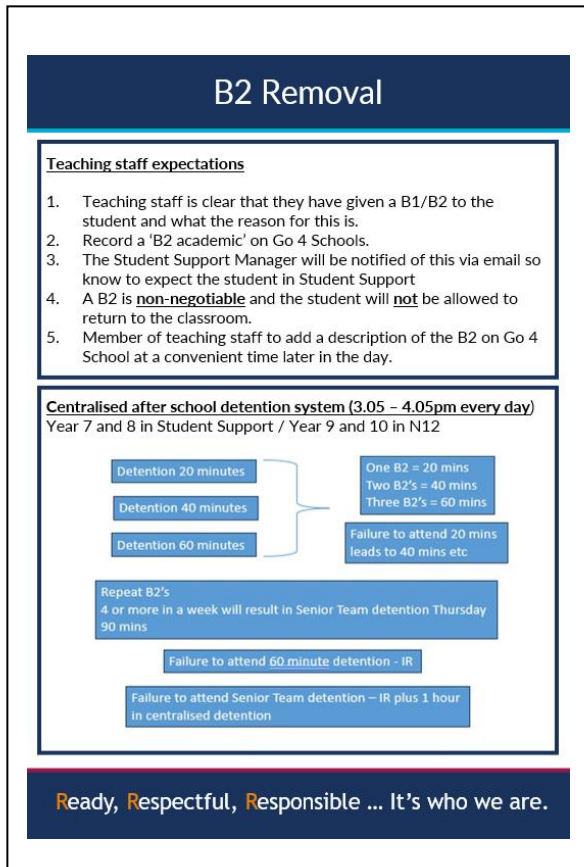 B2 Removal
Teaching staff expectations
1. Teaching staff is clear that they have given a B1/B2 to the
student and what the reason for this is.
2. Record a ‘B2 academic’ on Go 4 Schools.
3. The Student Support Manager will be notified of this via email so
know to expect the student in Student Support
4. A B2 is non-negotiable and the student will not be allowed to
return to the classroom.
5. Member of teaching staff to add a description of the B2 on Go 4
School at a convenient time later in the day.
Centralised after school detention system (3.05 – 4.05pm every day)
Year 7 and 8 in Student Support / Year 9 and 10 in N12
Detention 20 minutes
Detention 40 minutes
Detention 60 minutes
One B2 = 20 mins
Two B2’s = 40 mins
Three B2’s = 60 mins
Failure to attend 20 mins
leads to 40 mins etc
Repeat B2’s
4 or more in a week will result in Senior Team detention Thursday
90 mins
Failure to attend 60 minute detention - IR
Failure to attend Senior Team detention – IR plus 1 hour
in centralised detention
Ready, Respectful, Responsible ... It’s who we are.